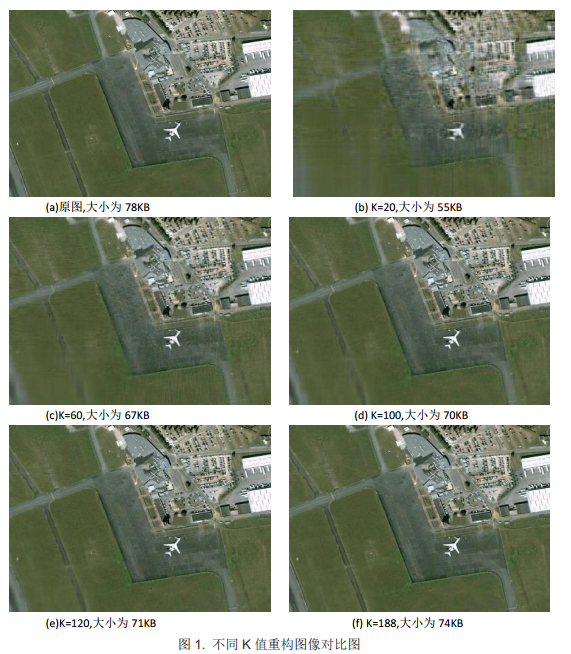 (a)原图,大小为 78KB
(b) K=20,大小为 55KB
(c)K=60,大小为 67KB
(d) K=100,大小为 70KB
(e)K=120,大小为 71KB
(f) K=188,大小为 74KB
图 1. 不同 K 值重构图像对比图